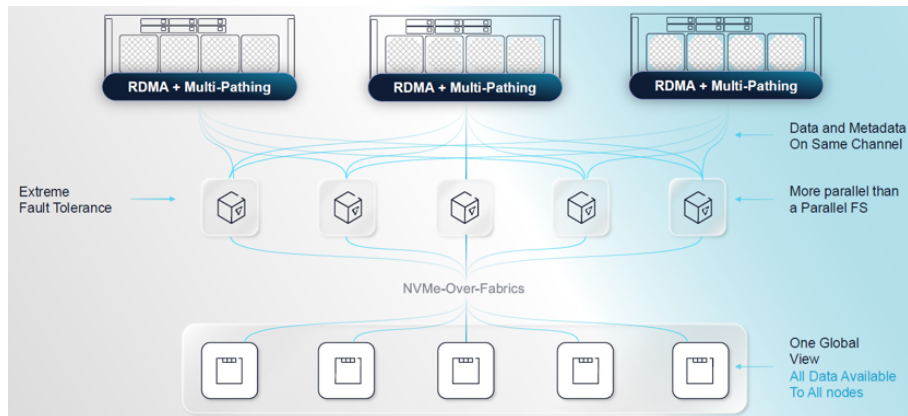 RDMA + Multi-Pathing
RDMA + Multi-Pathing
RDMA + Multi-Pathing
Data and Metadata
On Same Channel
Extreme
Fault Tolerance
More parallel than
a Parallel FS
NVMe-Over-Fabrics
One Global
View
All Data Available
To All nodes